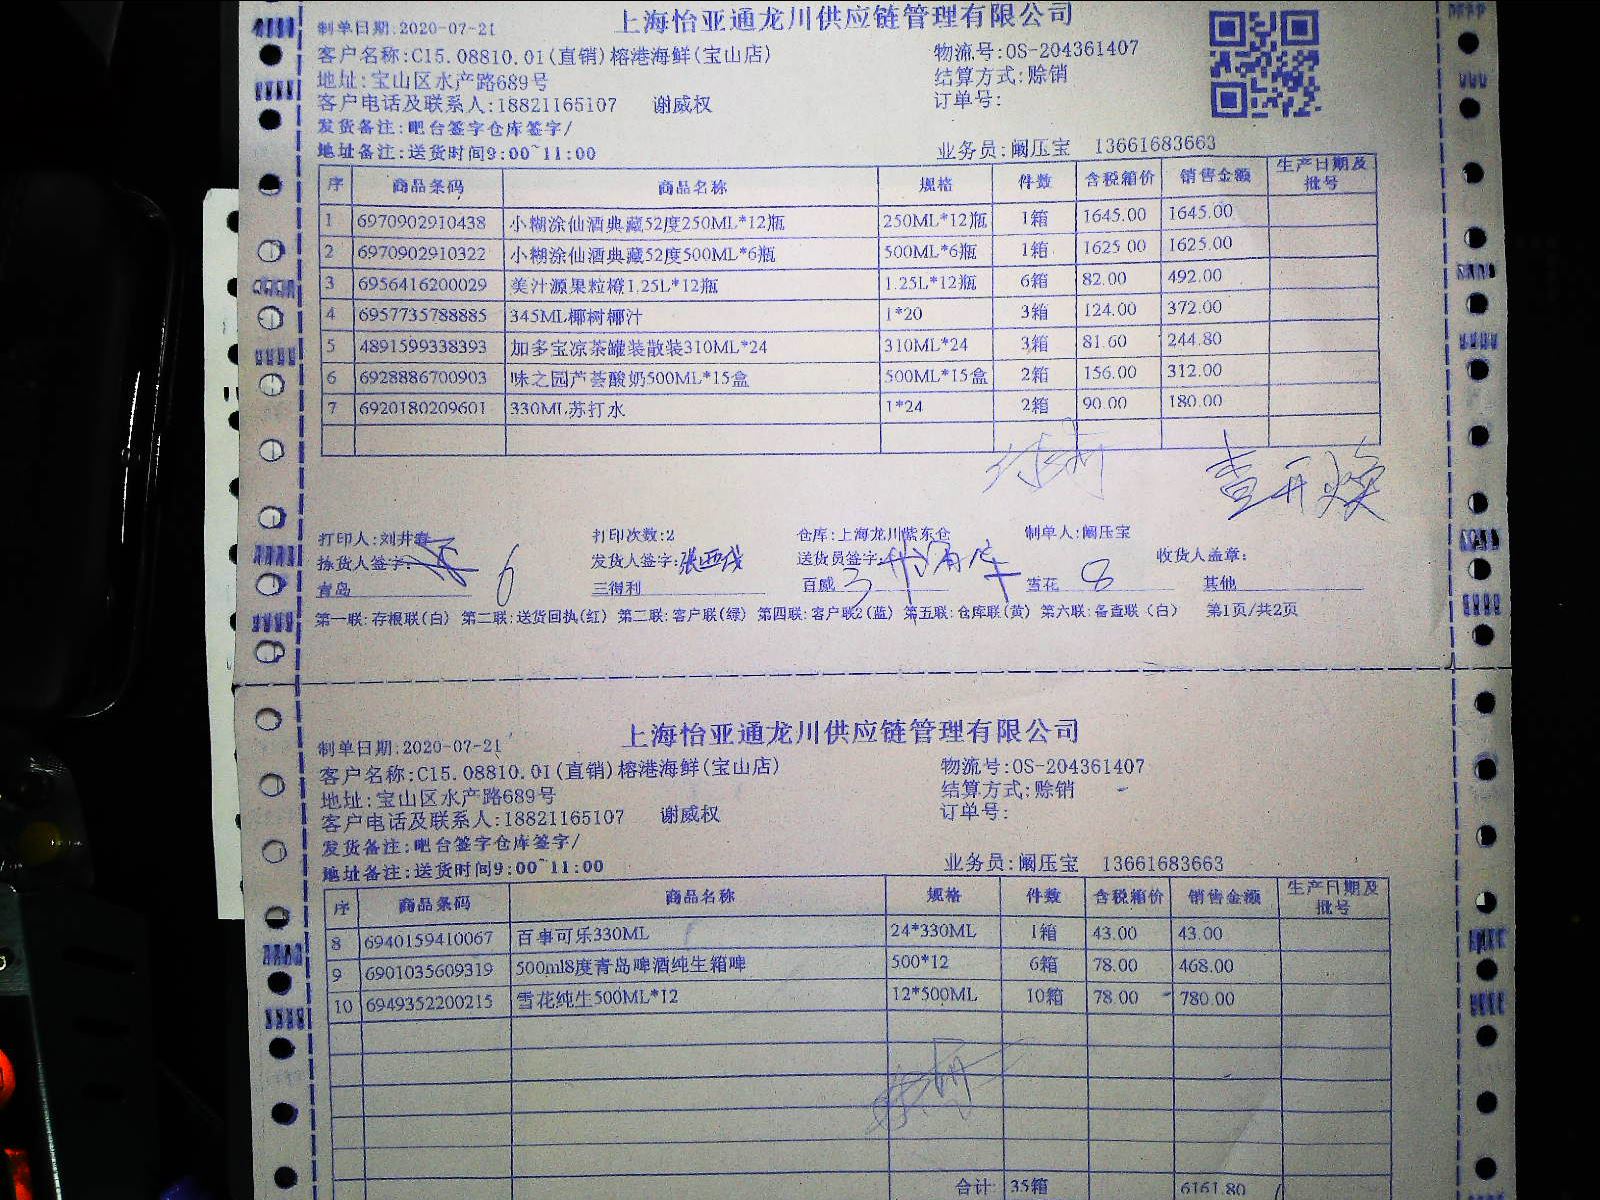 上海怡亚通龙川供应链管理有限公司
制单日期:2020-07-21
客户名称:C15.08810.01(直销)榕港海鲜(宝山店) 物流号:OS-204361407
地址:宝山区水产路689号 结算方式:赊销
客户电话及联系人:18821165107 谢威权 订单号:
发货备注:吧台签字仓库签字/
地址备注:送货时间9:00~11:00 业务员:阚压宝 13661683663
序 商品条码 商品名称 规格 件数 含税箱价 销售金额 生产日期及批号
1 6970902910438 小糊涂仙酒典藏52度250ML*12瓶 250ML*12瓶 1箱 1645.00 1645.00
2 6970902910322 小糊涂仙酒典藏52度500ML*6瓶 500ML*6瓶 1箱 1625.00 1625.00
3 6956416200029 美汁源果粒橙1.25L*12瓶 1.25L*12瓶 6箱 82.00 492.00
4 6957735788885 345ML椰树椰汁 1*20 3箱 124.00 372.00
5 4891599338393 加多宝凉茶罐装散装310ML*24 310ML*24 3箱 81.60 244.80
6 6928886700903 味之园芦荟酸奶500ML*15盒 500ML*15盒 2箱 156.00 312.00
7 6920180209601 330ML苏打水 1*24 2箱 90.00 180.00
打印人:刘井春 打印次数:2 仓库:上海龙川紫东仓 制单人:阚压宝
拣货人签字: 发货人签字: 送货员签字: 收货人盖章:
青岛 6 三得利 百威 3 雪花 8 其他
第一联:存根联(白) 第二联:送货回执(红) 第二联:客户联(绿) 第四联:客户联2(蓝) 第五联:仓库联(黄) 第六联:备查联(白) 第1页/共2页
上海怡亚通龙川供应链管理有限公司
制单日期:2020-07-21
客户名称:C15.08810.01(直销)榕港海鲜(宝山店) 物流号:OS-204361407
地址:宝山区水产路689号 结算方式:赊销
客户电话及联系人:18821165107 谢威权 订单号:
发货备注:吧台签字仓库签字/
地址备注:送货时间9:00~11:00 业务员:阚压宝 13661683663
序 商品条码 商品名称 规格 件数 含税箱价 销售金额 生产日期及批号
8 6940159410067 百事可乐330ML 24*330ML 1箱 43.00 43.00
9 6901035609319 500ml8度青岛啤酒纯生箱啤 500*12 6箱 78.00 468.00
10 6949352200215 雪花纯生500ML*12 12*500ML 10箱 78.00 780.00
合计: 35箱 6161.80